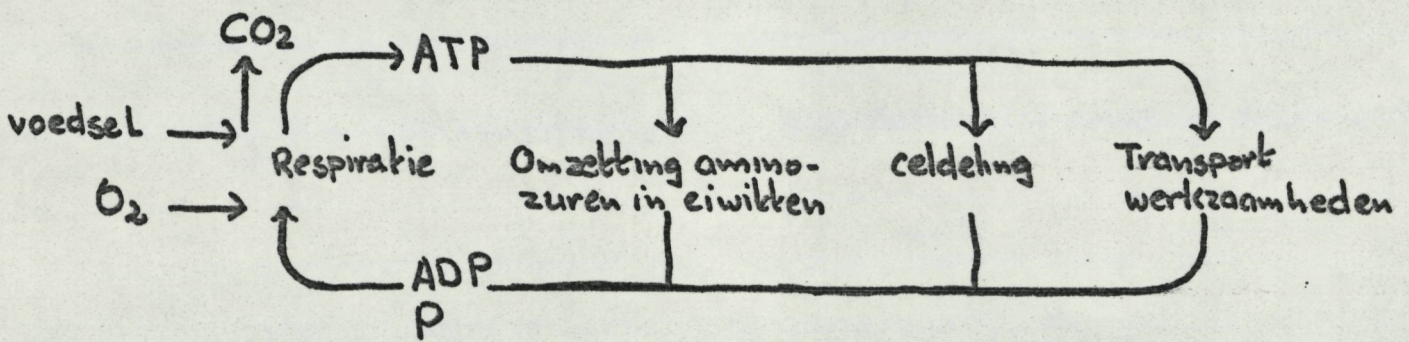 CO2
ATP
voedsel
Respiratie
Omzetting amino-
zuren in eiwitten
celdeling
Transport
werkzaamheden
O2
ADP
P